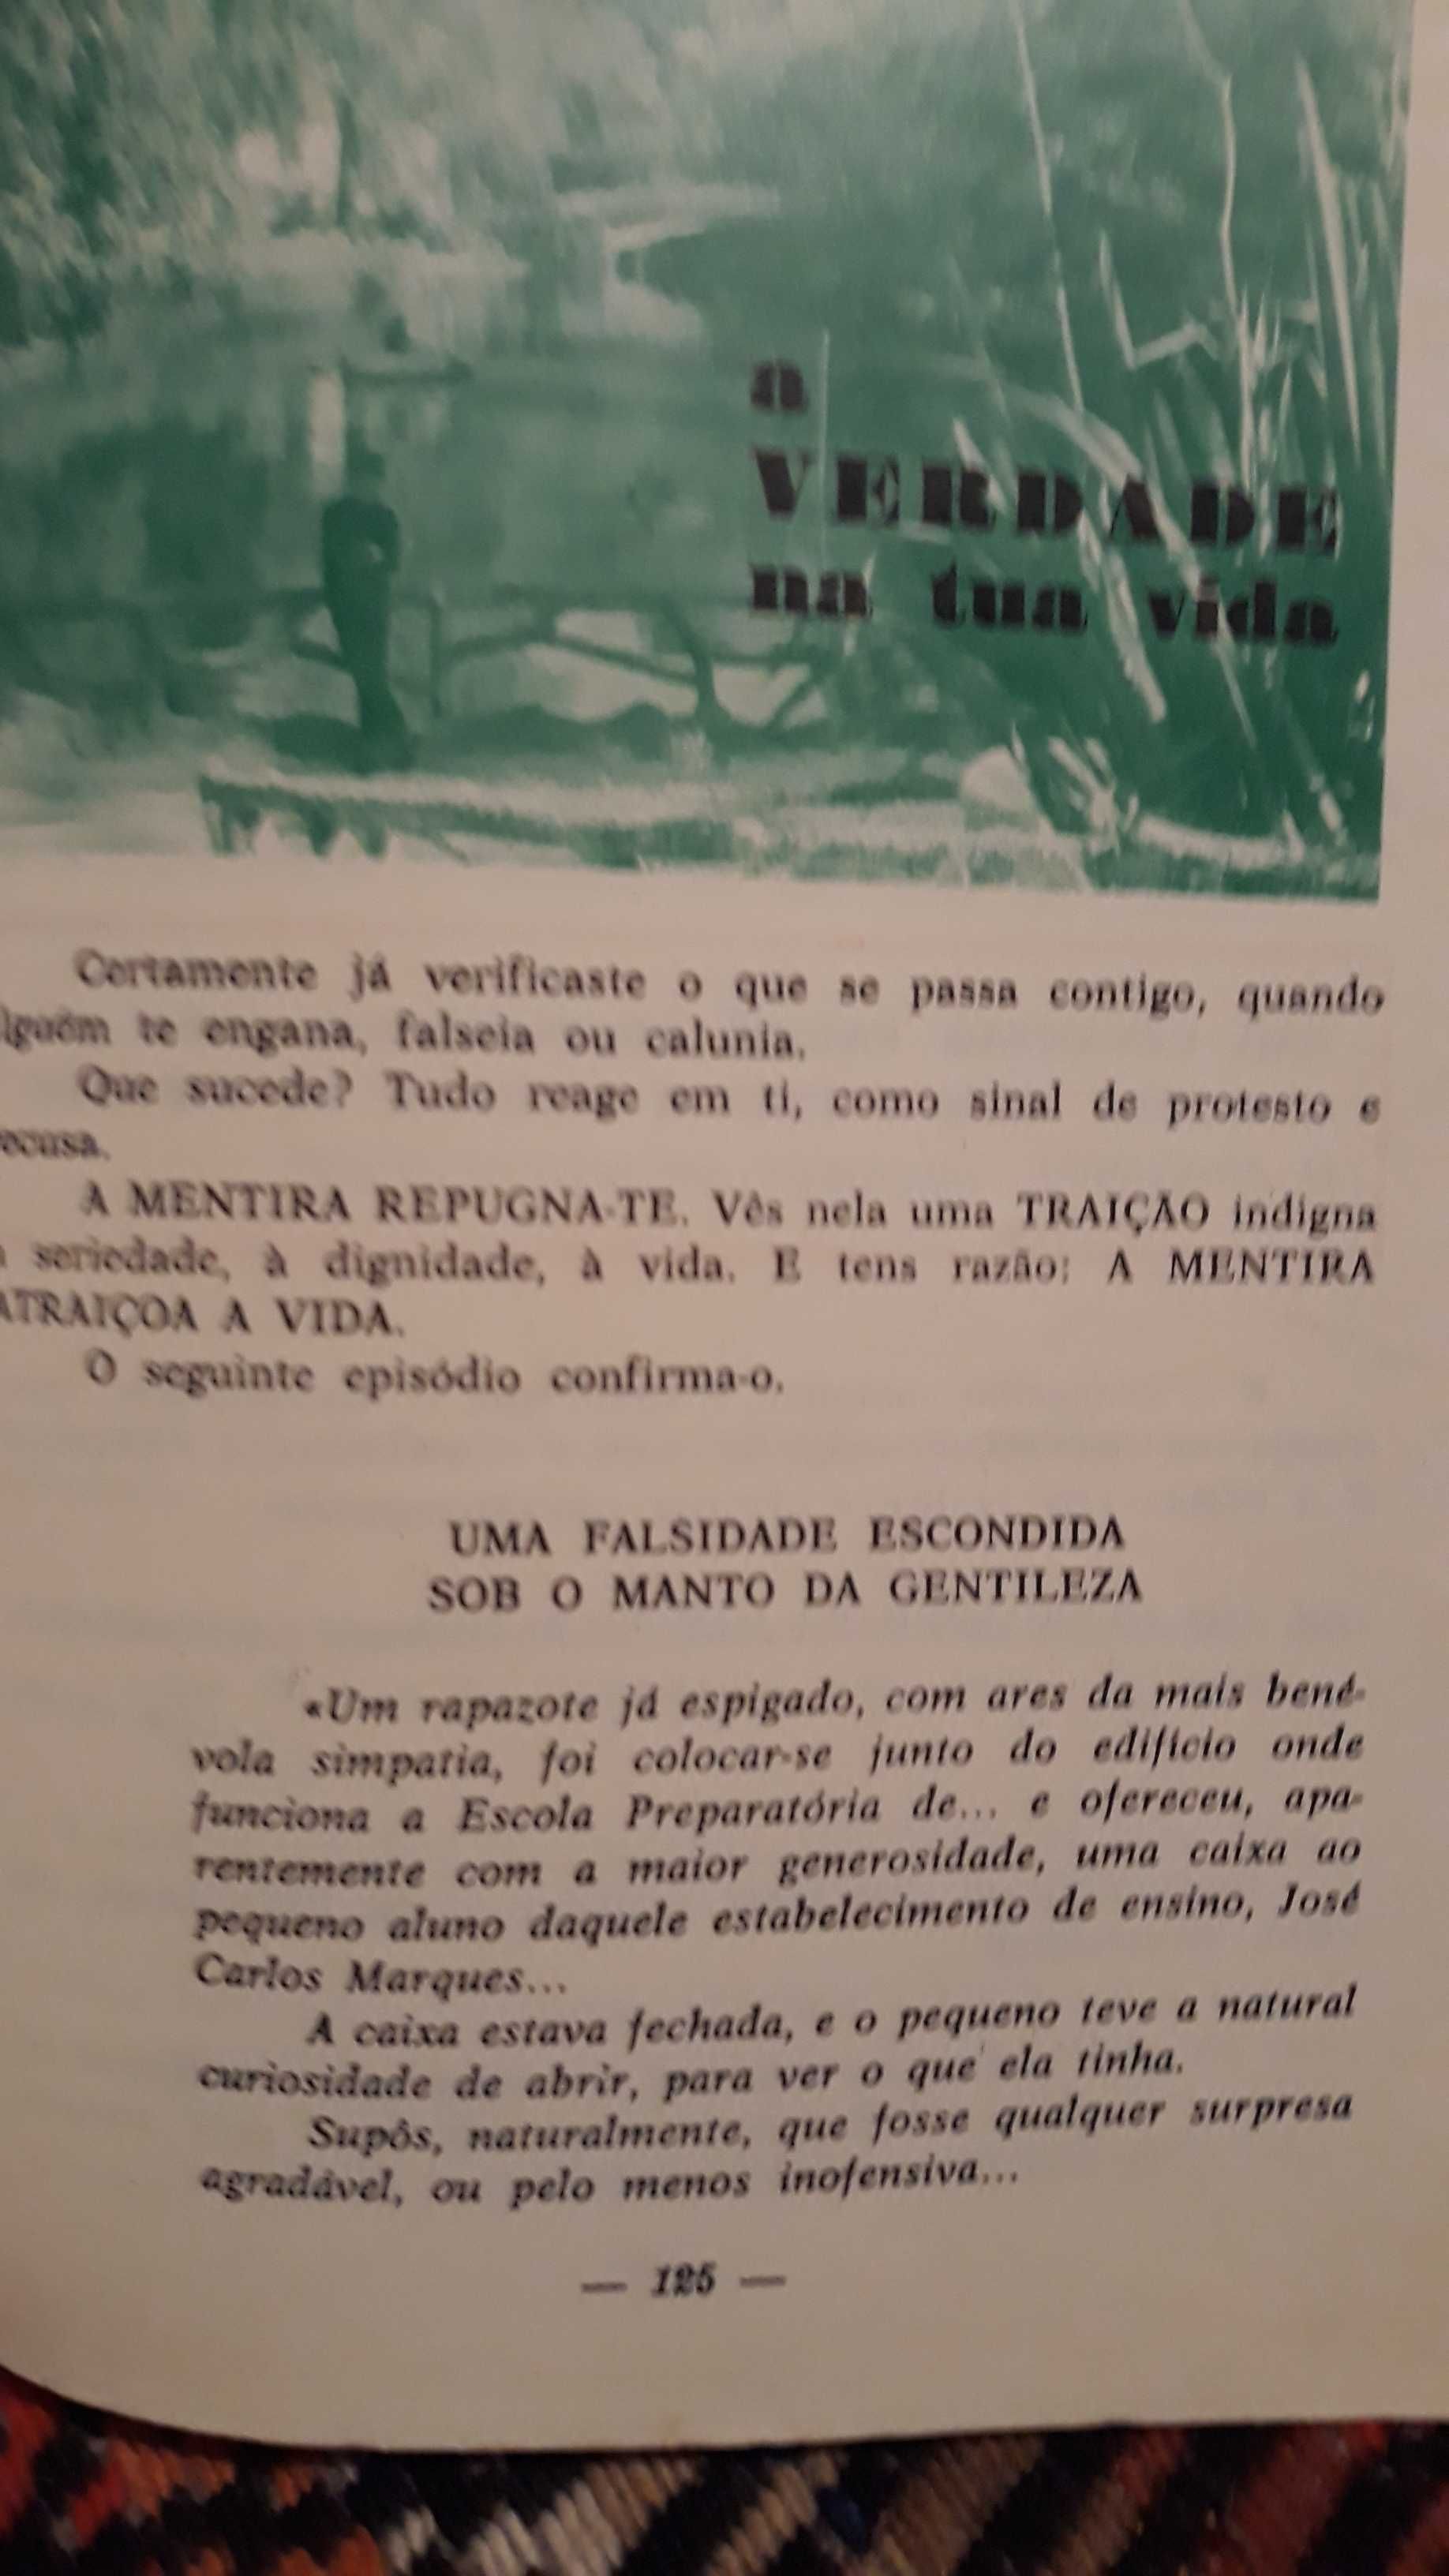 a
VERDADE
na tua vida
Certamente já verificaste o que se passa contigo, quando
lguém te engana, falseia ou calunia.
Que sucede? Tudo reage em ti, como sinal de protesto e
ecusa.
A MENTIRA REPUGNA-TE. Vês nela uma TRAIÇÃO indigna
seriedade, à dignidade, à vida. E tens razão: A MENTIRA
ATRAIÇOA A VIDA.
O seguinte episódio confirma-o.
UMA FALSIDADE ESCONDIDA
SOB O MANTO DA GENTILEZA
«Um rapazote já espigado, com ares da mais bené-
vola simpatia, foi colocar-se junto do edifício onde
funciona a Escola Preparatória de... e ofereceu, apa-
rentemente com a maior generosidade, uma caixa ao
pequeno aluno daquele estabelecimento de ensino, José
Carlos Marques...
A caixa estava fechada, e o pequeno teve a natural
curiosidade de abrir, para ver o que ela tinha.
Supôs, naturalmente, que fosse qualquer surpresa
agradável, ou pelo menos inofensiva...
— 125 —